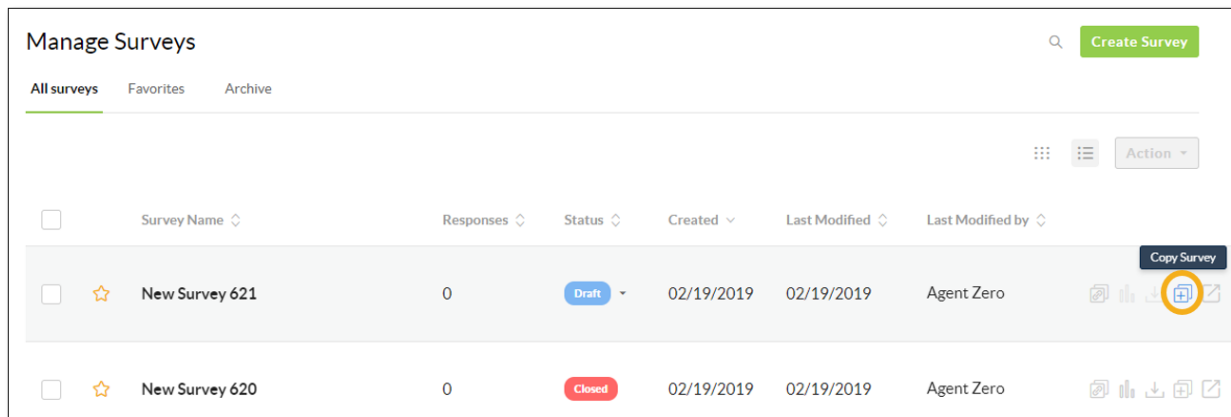 Manage Surveys
Create Survey
All surveys Favorites Archive
Action
Survey Name Responses Status Created Last Modified Last Modified by
Copy Survey
New Survey 621 0 Draft 02/19/2019 02/19/2019 Agent Zero
New Survey 620 0 Closed 02/19/2019 02/19/2019 Agent Zero